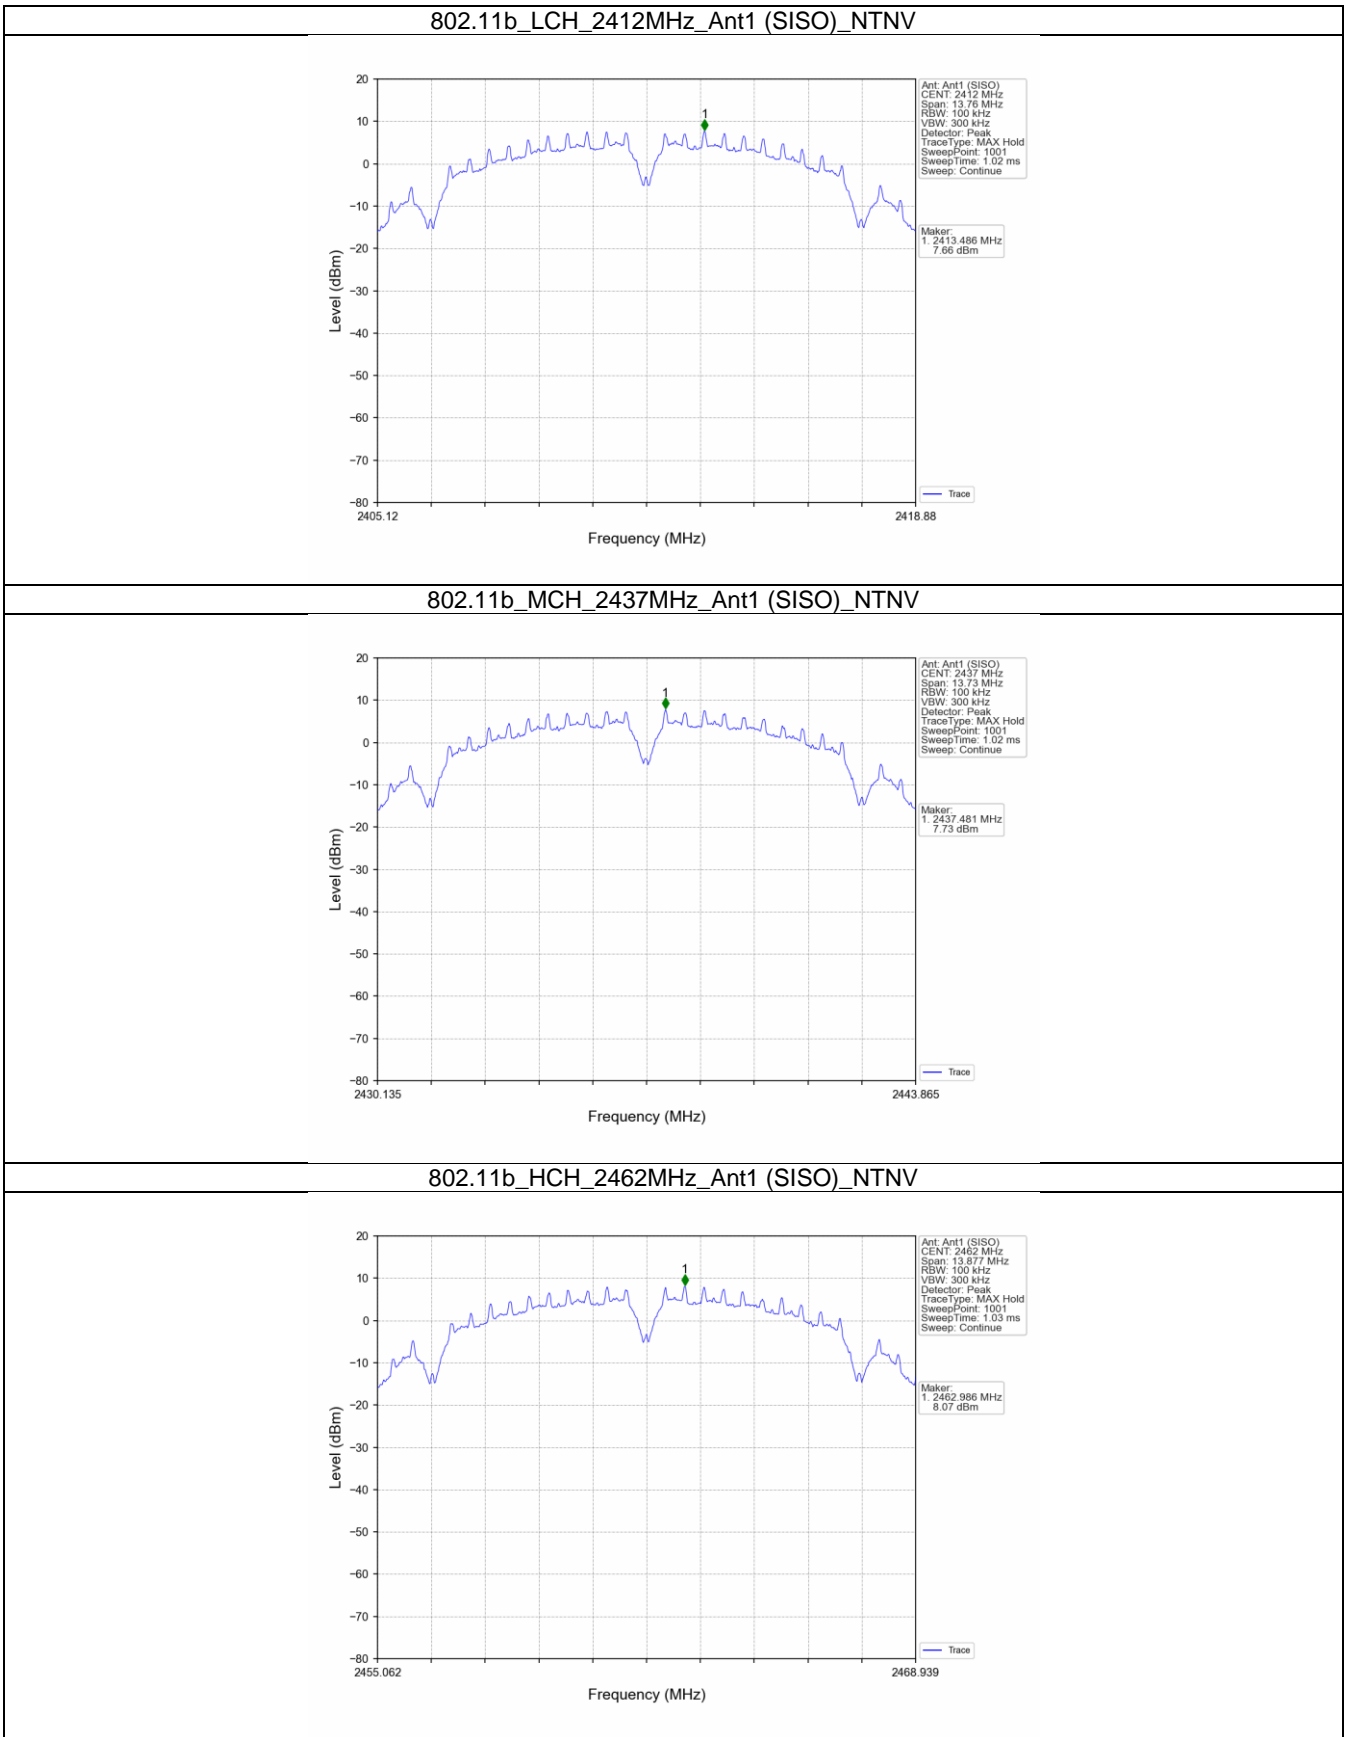 802.11b_LCH_2412MHz_Ant1 (SISO)_NTNV
20
10
0
−10
−20
−30
−40
−50
−60
−70
−80
Level (dBm)
1
2405.12
2418.88
Frequency (MHz)
Ant: Ant1 (SISO)
CENT: 2412 MHz
Span: 13.76 MHz
RBW: 100 kHz
VBW: 300 kHz
Detector: Peak
TraceType: MAX Hold
SweepPoint: 1001
SweepTime: 1.02 ms
Sweep: Continue
Maker:
1. 2413.486 MHz
7.66 dBm
Trace
802.11b_MCH_2437MHz_Ant1 (SISO)_NTNV
20
10
0
−10
−20
−30
−40
−50
−60
−70
−80
Level (dBm)
1
2430.135
2443.865
Frequency (MHz)
Ant: Ant1 (SISO)
CENT: 2437 MHz
Span: 13.73 MHz
RBW: 100 kHz
VBW: 300 kHz
Detector: Peak
TraceType: MAX Hold
SweepPoint: 1001
SweepTime: 1.02 ms
Sweep: Continue
Maker:
1. 2437.481 MHz
7.73 dBm
Trace
802.11b_HCH_2462MHz_Ant1 (SISO)_NTNV
20
10
0
−10
−20
−30
−40
−50
−60
−70
−80
Level (dBm)
1
2455.062
2468.939
Frequency (MHz)
Ant: Ant1 (SISO)
CENT: 2462 MHz
Span: 13.877 MHz
RBW: 100 kHz
VBW: 300 kHz
Detector: Peak
TraceType: MAX Hold
SweepPoint: 1001
SweepTime: 1.03 ms
Sweep: Continue
Maker:
1. 2462.986 MHz
8.07 dBm
Trace